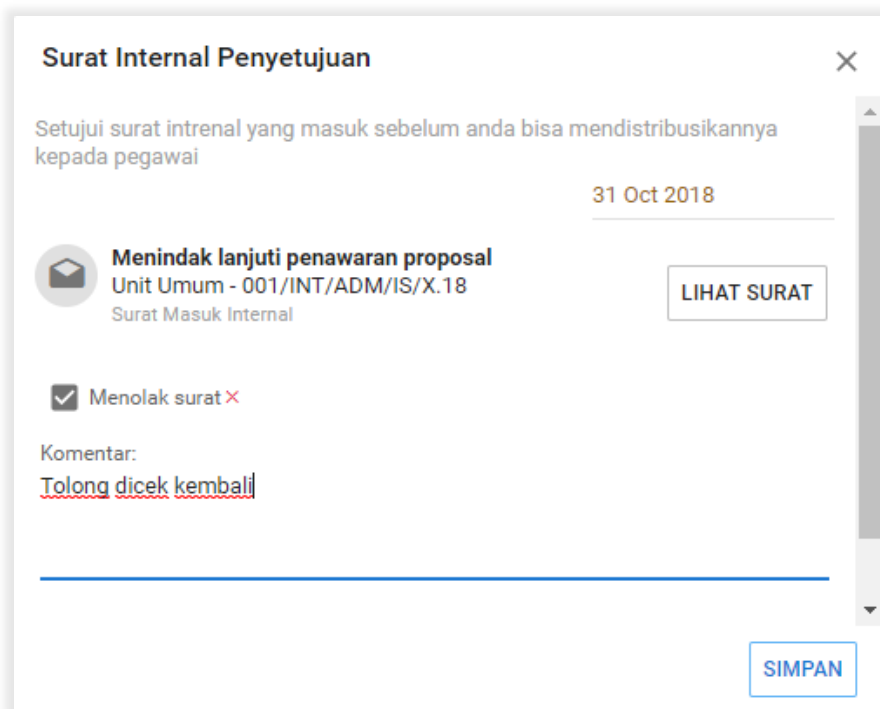 Surat Internal Penyetujuan
Setujui surat intrenal yang masuk sebelum anda bisa mendistribusikannya
kepada pegawai
31 Oct 2018
Menindak lanjuti penawaran proposal
Unit Umum - 001/INT/ADM/IS/X.18
Surat Masuk Internal
LIHAT SURAT
Menolak surat
Komentar:
Tolong dicek kembali
SIMPAN